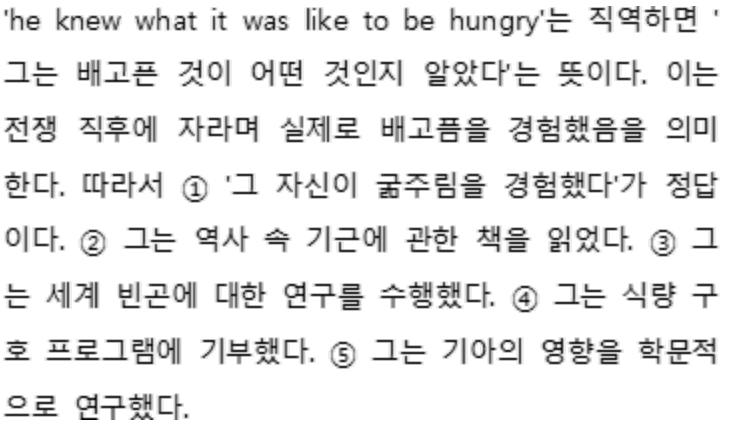 'he knew what it was like to be hungry'는 직역하면 '
그는 배고픈 것이 어떤 것인지 알았다'는 뜻이다. 이는
전쟁 직후에 자라며 실제로 배고픔을 경험했음을 의미
한다. 따라서 ① '그 자신이 굶주림을 경험했다'가 정답
이다. ② 그는 역사 속 기근에 관한 책을 읽었다. ③ 그
는 세계 빈곤에 대한 연구를 수행했다. ④ 그는 식량 구
호 프로그램에 기부했다. ⑤ 그는 기아의 영향을 학문적
으로 연구했다.